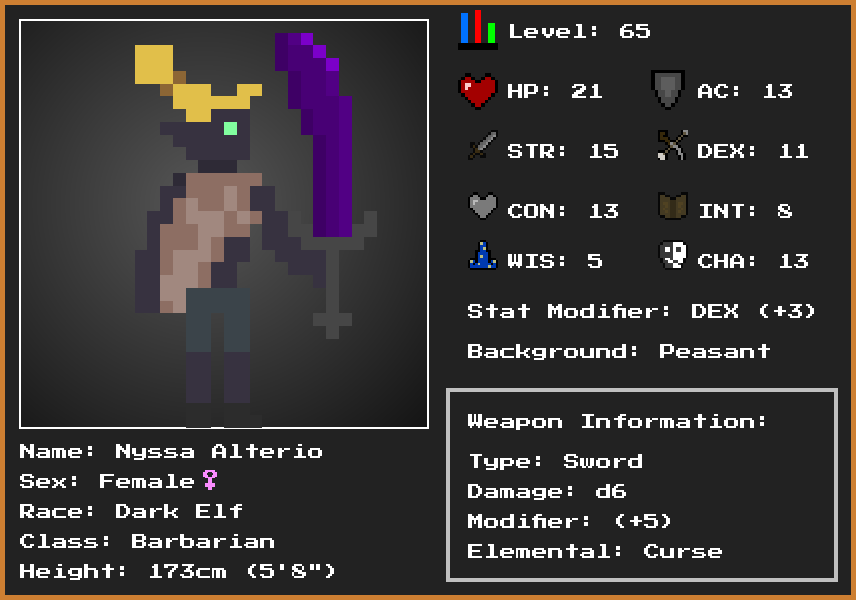 Level: 65
HP: 21 AC: 13
STR: 15 DEX: 11
CON: 13 INT: 8
WIS: 5 CHA: 13
Stat Modifier: DEX (+3)
Background: Peasant
Weapon Information:
Type: Sword
Damage: d6
Modifier: (+5)
Elemental: Curse
Name: Nyssa Alterio
Sex: Female♀
Race: Dark Elf
Class: Barbarian
Height: 173cm (5'8")